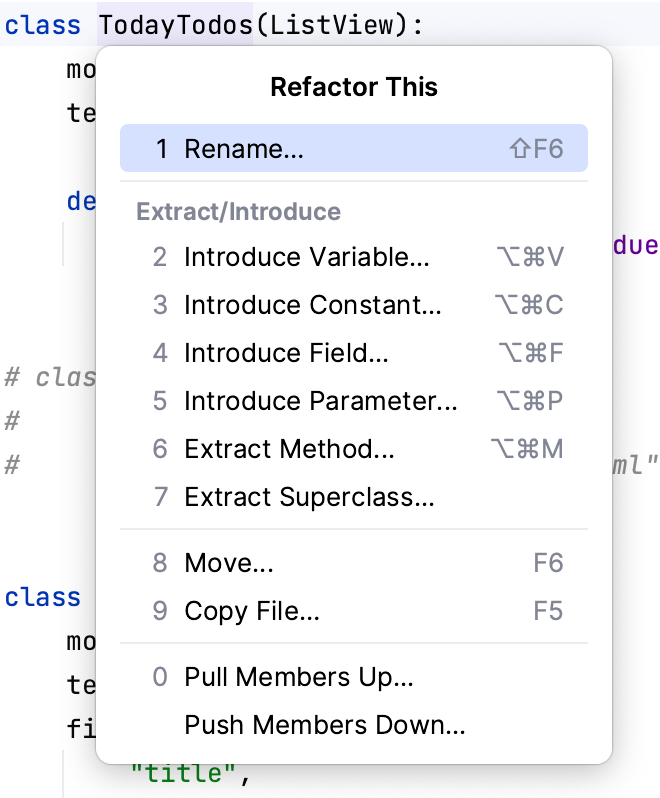 class TodayTodos(ListView):
mo
te
Refactor This
1 Rename... ⇧F6
de
Extract/Introduce
due
2 Introduce Variable... ⌥⌘V
3 Introduce Constant... ⌥⌘C
4 Introduce Field... ⌥⌘F
# clas
5 Introduce Parameter... ⌥⌘P
#
6 Extract Method... ⌥⌘M
# ml"
7 Extract Superclass...
8 Move... F6
class
9 Copy File... F5
mo
0 Pull Members Up...
te
Push Members Down...
fi
"title",